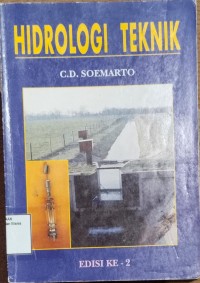 HIDROLOGI TEKNIK
C.D. SOEMARTO
EDISI KE - 2